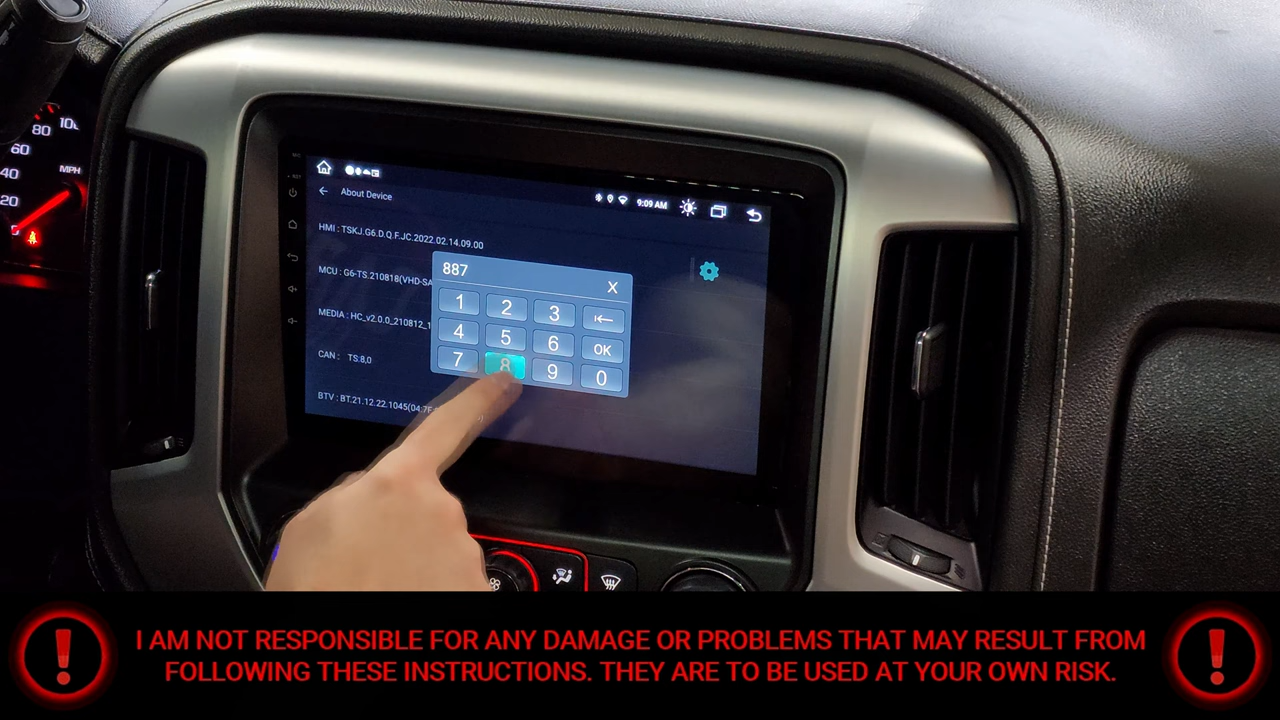 100
80
60
40
20
0
MPH
9:09 AM
About Device
HMI : TSKJ.G6.D.Q.F.JC.2022.02.14.09.00
MCU : G6-TS.210818(VHD-SA
MEDIA : HC_v2.0.0_210812_1
CAN : TS:8,0
BTV : BT.21.12.22.1045(04:7F
887
X
1 2 3
4 5 6 OK
7 8 9 0
I AM NOT RESPONSIBLE FOR ANY DAMAGE OR PROBLEMS THAT MAY RESULT FROM
FOLLOWING THESE INSTRUCTIONS. THEY ARE TO BE USED AT YOUR OWN RISK.